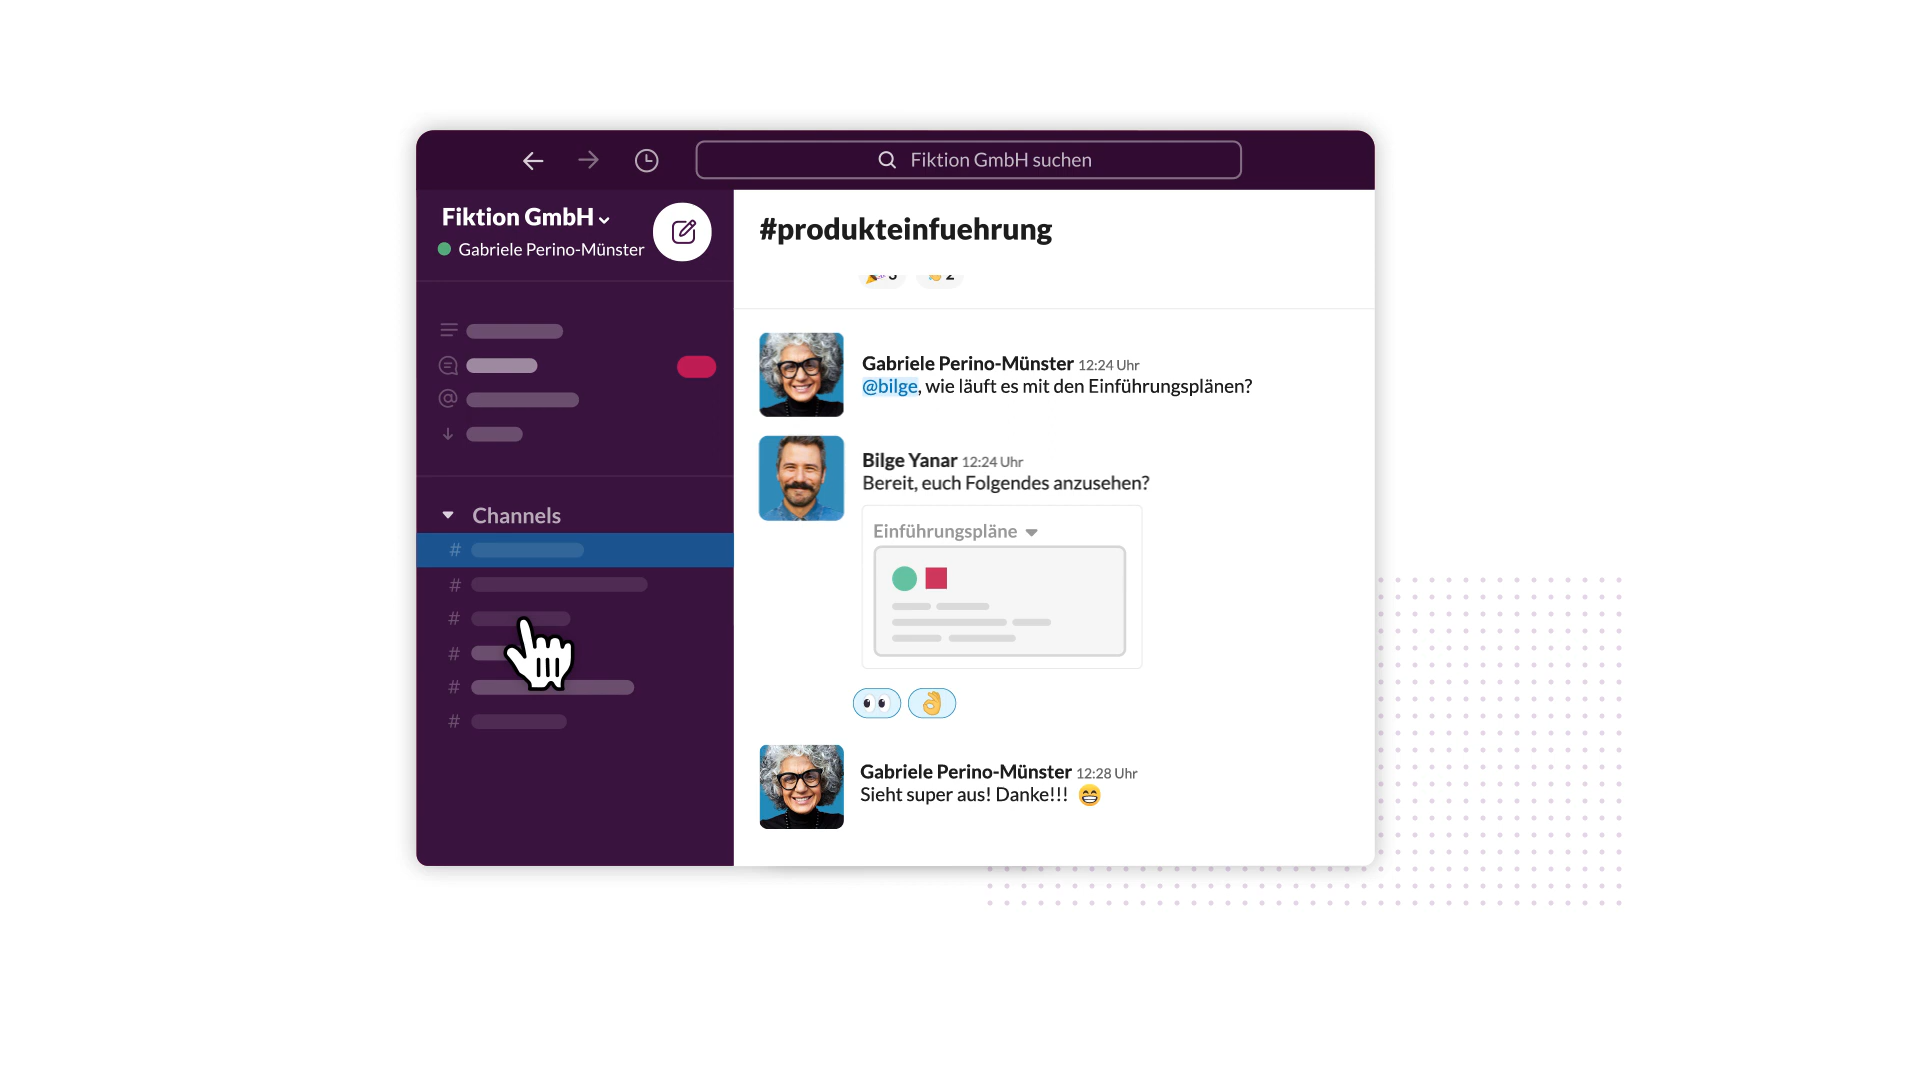 Fiktion GmbH suchen
Fiktion GmbH
Gabriele Perino-Münster
Channels
#
#
#
#
#
#
#produkteinfuehrung
2
Gabriele Perino-Münster 12:24 Uhr
@bilge, wie läuft es mit den Einführungsplänen?
Bilge Yanar 12:24 Uhr
Bereit, euch Folgendes anzusehen?
Einführungspläne
Gabriele Perino-Münster 12:28 Uhr
Sieht super aus! Danke!!! 😁